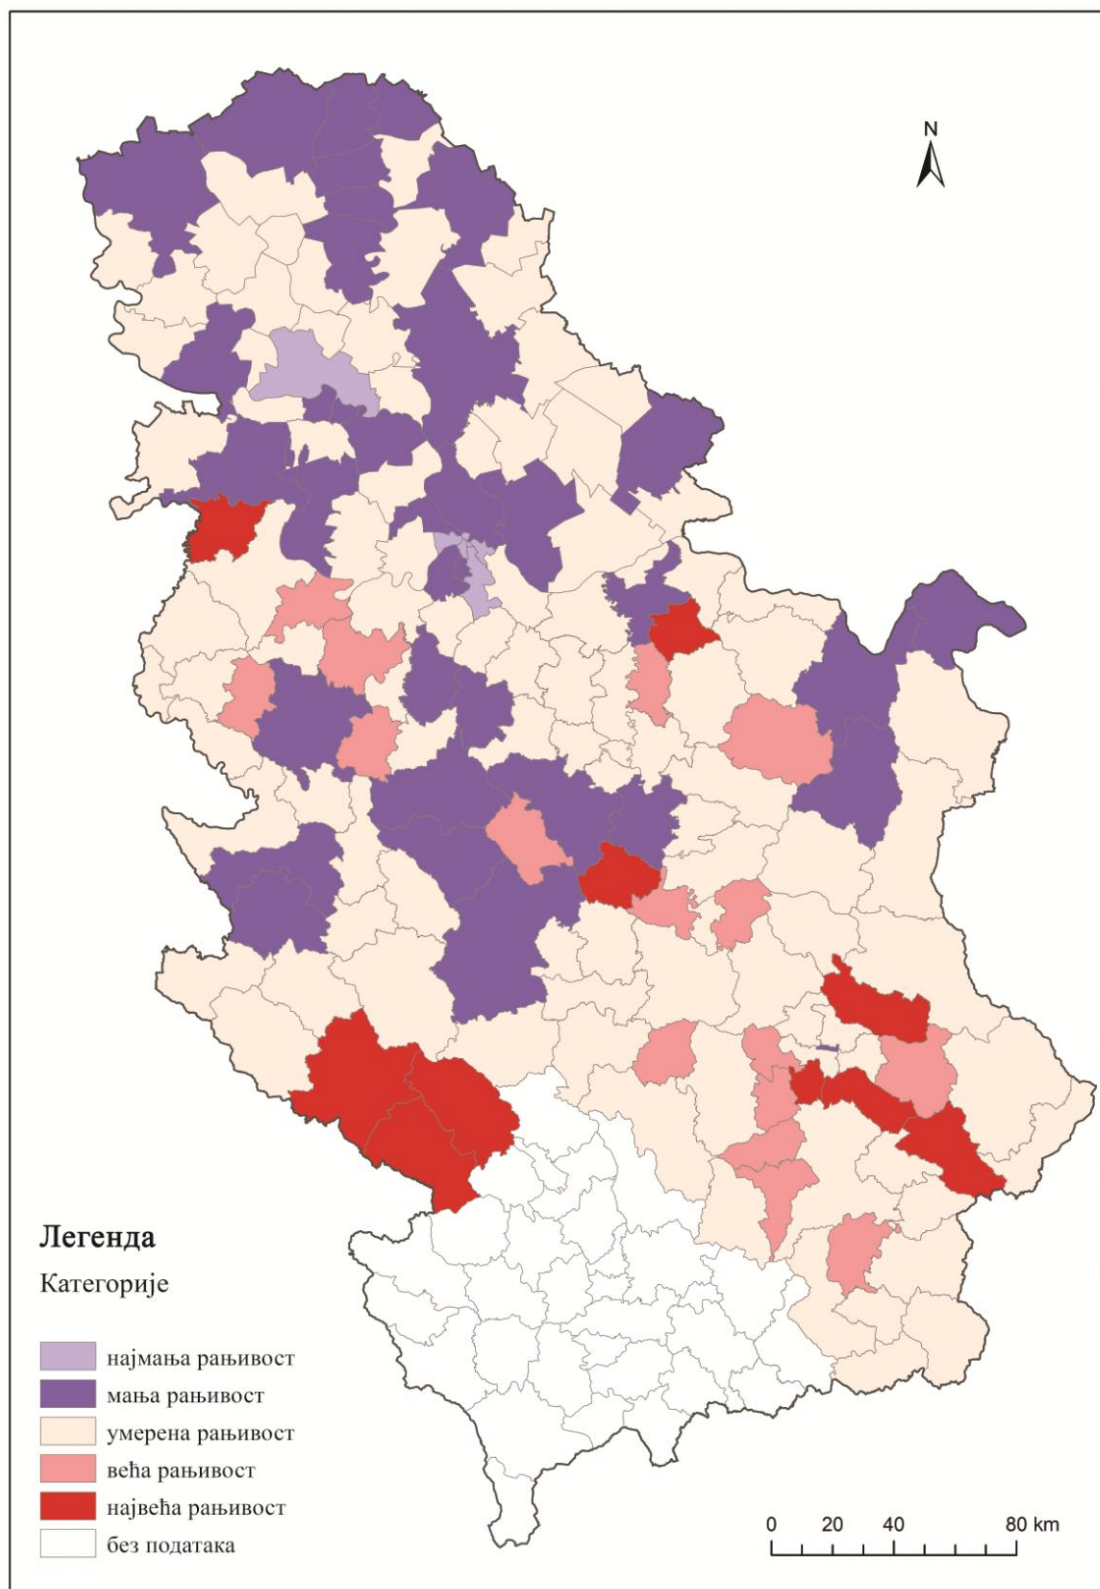 N
Легенда
Категорије
најмања рањивост
мања рањивост
умерена рањивост
већа рањивост
највећа рањивост
без података
0 20 40 80 km